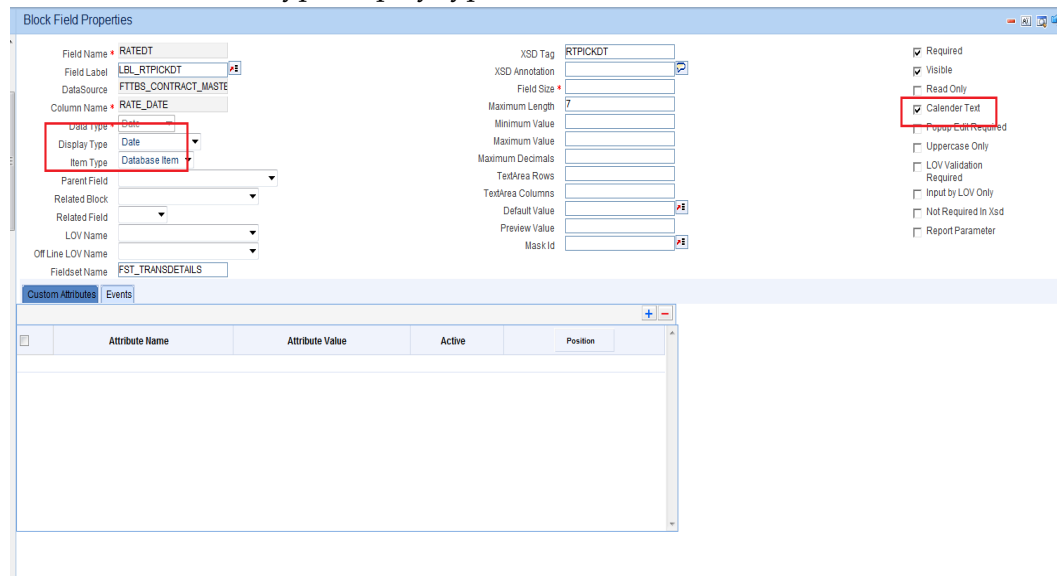 Block Field Properties
Field Name * RATEDT
Field Label LBL_RTPICKDT
DataSource FTTBS_CONTRACT_MASTE
Column Name * RATE_DATE
Data Type * Date
Display Type Date
Item Type Database Item
Parent Field
Related Block
Related Field
LOV Name
Off Line LOV Name
Fieldset Name FST_TRANSDETAILS
XSD Tag RTPICKDT
XSD Annotation
Field Size *
Maximum Length 7
Minimum Value
Maximum Value
Maximum Decimals
TextArea Rows
TextArea Columns
Default Value
Preview Value
Mask Id
Required
Visible
Read Only
Calender Text
Popup Edit Required
Uppercase Only
LOV Validation
Required
Input by LOV Only
Not Required In Xsd
Report Parameter
Custom Attributes Events
Attribute Name Attribute Value Active Position